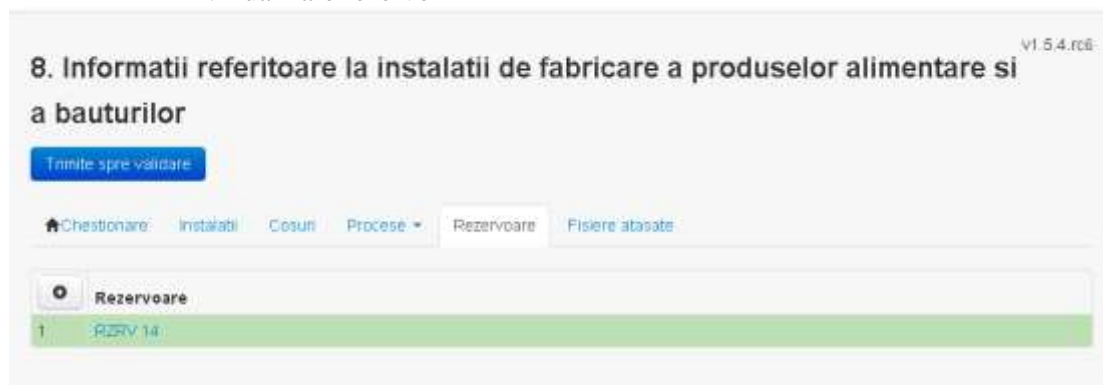 v1.5.4.rc6
8. Informatii referitoare la instalatii de fabricare a produselor alimentare si
a bauturilor
Trimite spre validare
Chestionare Instalatii Cosuri Procese Rezervoare Fisiere atasate
Rezervoare
1 RZRV 14